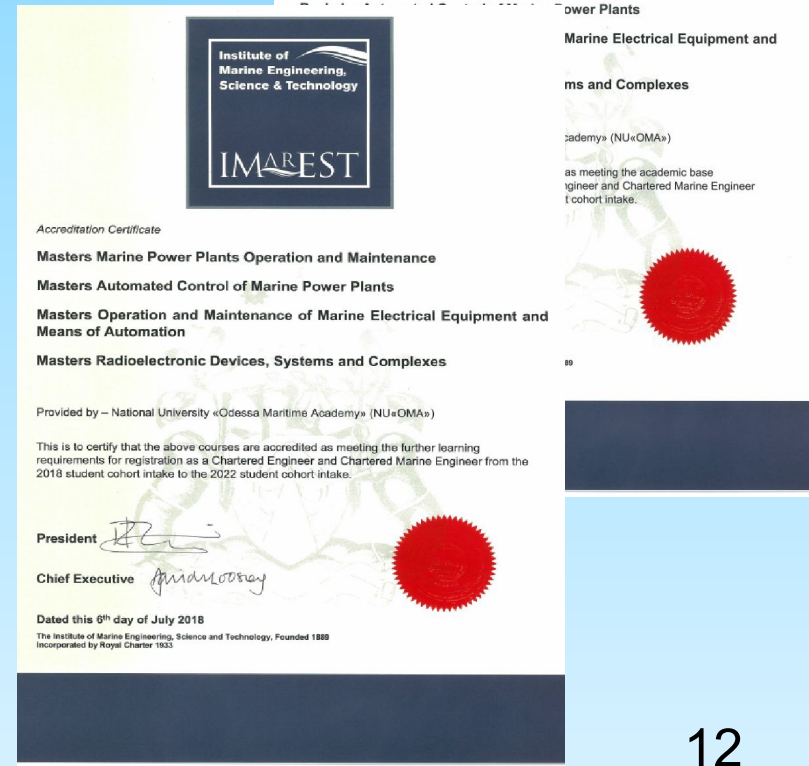 Institute of
Marine Engineering,
Science & Technology
IMarEST
Accreditation Certificate
Masters Marine Power Plants Operation and Maintenance
Masters Automated Control of Marine Power Plants
Masters Operation and Maintenance of Marine Electrical Equipment and
Means of Automation
Masters Radioelectronic Devices, Systems and Complexes
Provided by – National University «Odessa Maritime Academy» (NU«OMA»)
This is to certify that the above courses are accredited as meeting the further learning
requirements for registration as a Chartered Engineer and Chartered Marine Engineer from the
2018 student cohort intake to the 2022 student cohort intake.
President
Chief Executive
Dated this 6th day of July 2018
The Institute of Marine Engineering, Science and Technology, Founded 1889
Incorporated by Royal Charter 1933
Power Plants
Marine Electrical Equipment and
ms and Complexes
cademy» (NU«OMA»)
as meeting the academic base
ngineer and Chartered Marine Engineer
t cohort intake.
89
12